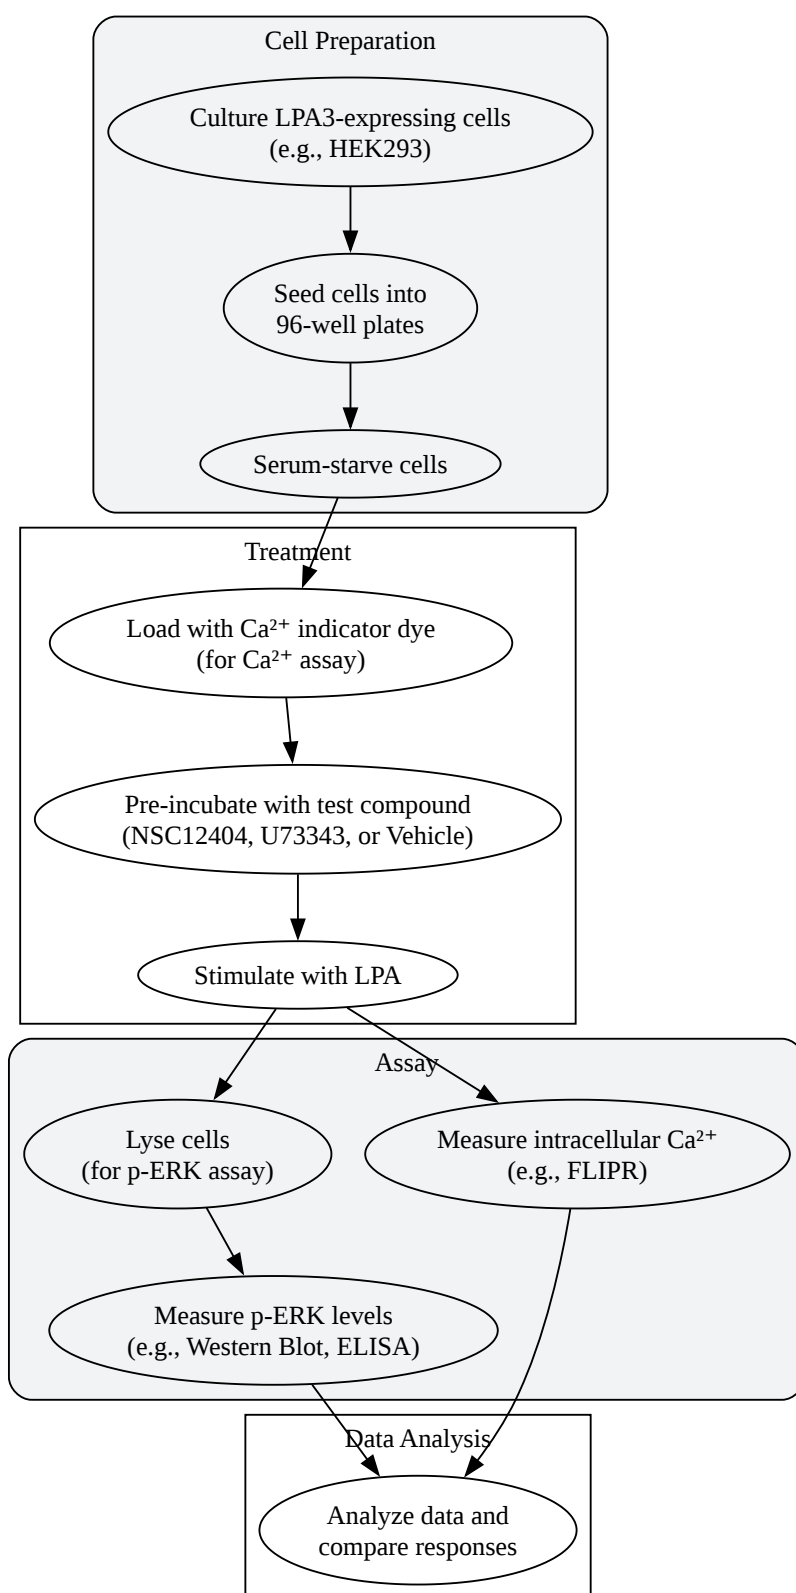 Cell Preparation
Culture LPA3-expressing cells
(e.g., HEK293)
Seed cells into
96-well plates
Serum-starve cells
Treatment
Load with Ca²⁺ indicator dye
(for Ca²⁺ assay)
Pre-incubate with test compound
(NSC12404, U73343, or Vehicle)
Stimulate with LPA
Assay
Lyse cells
(for p-ERK assay)
Measure intracellular Ca²⁺
(e.g., FLIPR)
Measure p-ERK levels
(e.g., Western Blot, ELISA)
Data Analysis
Analyze data and
compare responses